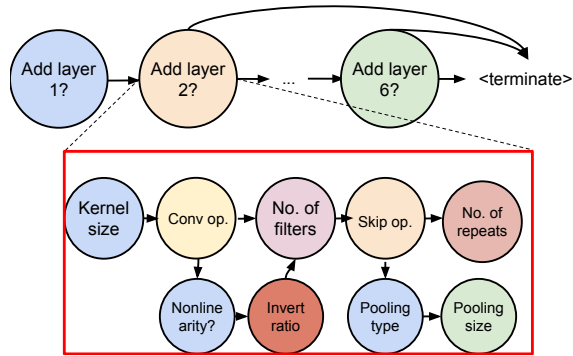 Add layer
1?
Add layer
2?
...
Add layer
6?
<terminate>
Kernel
size
Conv op.
No. of
filters
Skip op.
No. of
repeats
Nonline
arity?
Invert
ratio
Pooling
type
Pooling
size